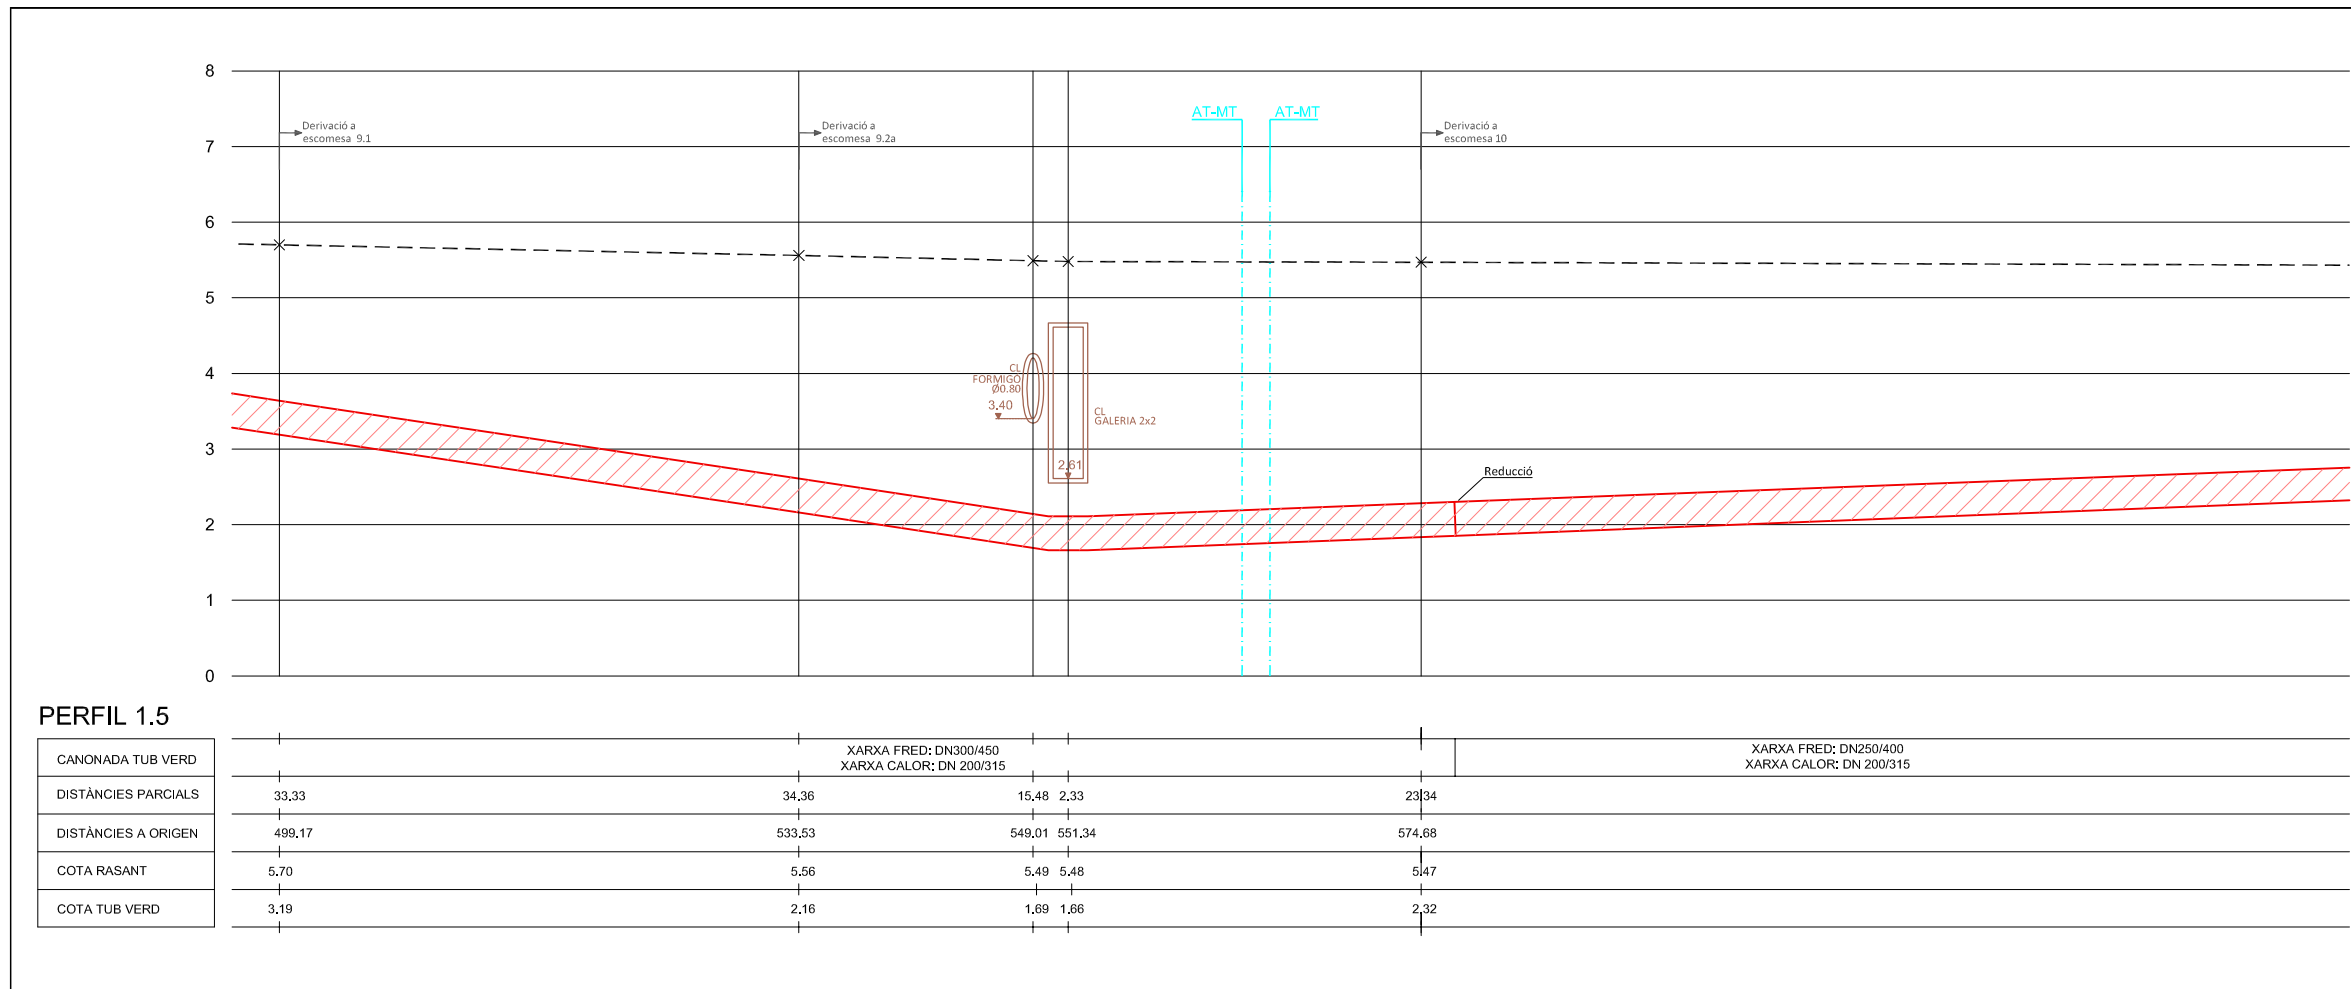 8
AT-MT AT-MT
Derivació a
escomesa 9.1
Derivació a
escomesa 9.2a
Derivació a
escomesa 10
7
6
5
4
CL
FORMIGÓ
Ø0.80
3.40
CL
GALERIA 2x2
3
2.61
Reducció
2
1
0
PERFIL 1.5
CANONADA TUB VERD
XARXA FRED: DN300/450
XARXA CALOR: DN 200/315
XARXA FRED: DN250/400
XARXA CALOR: DN 200/315
DISTÀNCIES PARCIALS 33.33 34.36 15.48 2.33 23.34
DISTÀNCIES A ORIGEN 499.17 533.53 549.01 551.34 574.68
COTA RASANT 5.70 5.56 5.49 5.48 5.47
COTA TUB VERD 3.19 2.16 1.69 1.66 2.32